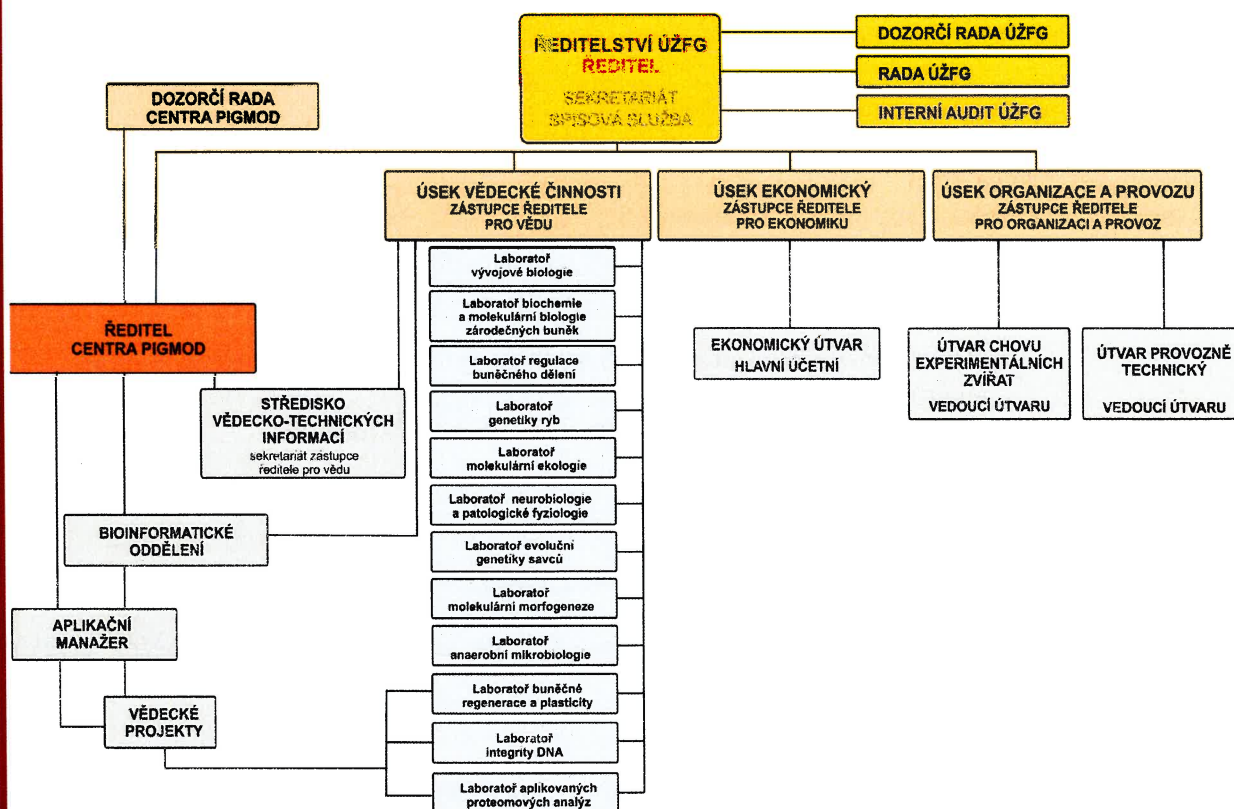 ŘEDITELSTVÍ ÚŽFG
ŘEDITEL
SEKRETARIÁT
SPISOVÁ SLUŽBA
DOZORČÍ RADA ÚŽFG
RADA ÚŽFG
INTERNÍ AUDIT ÚŽFG
DOZORČÍ RADA
CENTRA PIGMOD
ÚSEK VĚDECKÉ ČINNOSTI
ZÁSTUPCE ŘEDITELE
PRO VĚDU
ÚSEK EKONOMICKÝ
ZÁSTUPCE ŘEDITELE
PRO EKONOMIKU
ÚSEK ORGANIZACE A PROVOZU
ZÁSTUPCE ŘEDITELE
PRO ORGANIZACI A PROVOZ
ŘEDITEL
CENTRA PIGMOD
STŘEDISKO
VĚDECKO-TECHNICKÝCH
INFORMACÍ
sekretariát zástupce
ředitele pro vědu
BIOINFORMATICKÉ
ODDĚLENÍ
APLIKAČNÍ
MANAŽER
VĚDECKÉ
PROJEKTY
Laboratoř
vývojové biologie
Laboratoř biochemie
a molekulární biologie
zárodečných buněk
Laboratoř regulace
buněčného dělení
Laboratoř
genetiky ryb
Laboratoř
molekulární ekologie
Laboratoř neurobiologie
a patologické fyziologie
Laboratoř evoluční
genetiky savců
Laboratoř
molekulární morfogeneze
Laboratoř
anaerobní mikrobiologie
Laboratoř buněčné
regenerace a plasticity
Laboratoř
integrity DNA
Laboratoř aplikovaných
proteomových analýz
EKONOMICKÝ ÚTVAR
HLAVNÍ ÚČETNÍ
ÚTVAR CHOVU
EXPERIMENTÁLNÍCH
ZVÍŘAT
VEDOUCÍ ÚTVARU
ÚTVAR PROVOZNĚ
TECHNICKÝ
VEDOUCÍ ÚTVARU